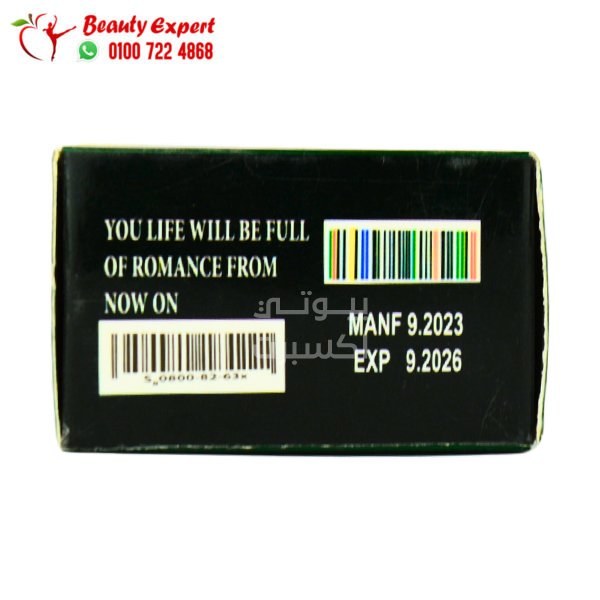 Beauty Expert
0100 722 4868
YOU LIFE WILL BE FULL
OF ROMANCE FROM
NOW ON
بيوتي
اكسبرت
MANF 9.2023
EXP 9.2026